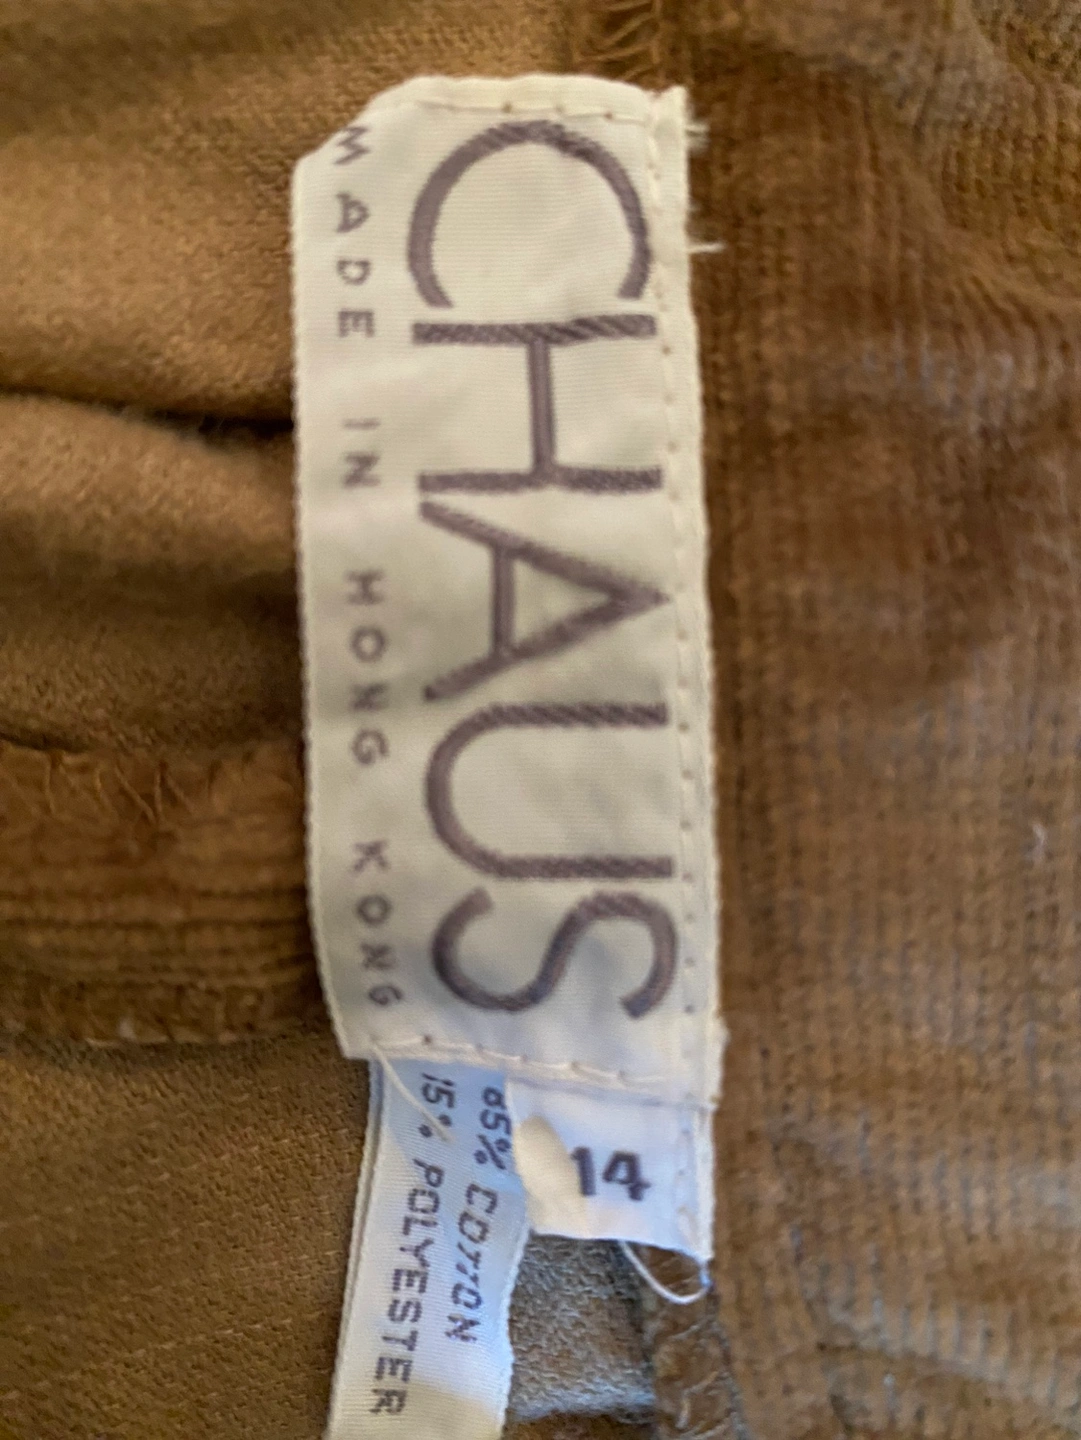 CHAUS
MADE IN HONG KONG
14
85% COTTON
15% POLYESTER